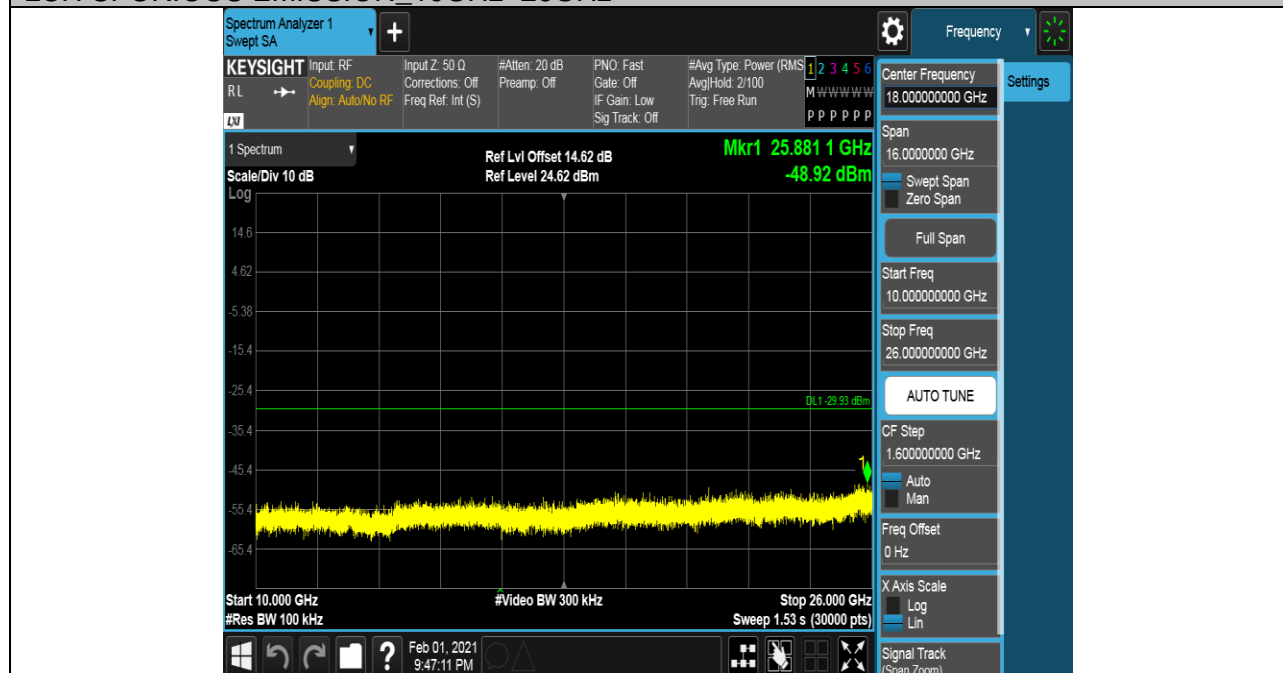 Spectrum Analyzer 1
Swept SA
+
Frequency
KEYSIGHT
RL
LXI
Input: RF
Coupling: DC
Align: Auto/No RF
Input Z: 50 Ω
Corrections: Off
Freq Ref: Int (S)
#Atten: 20 dB
Preamp: Off
PNO: Fast
Gate: Off
IF Gain: Low
Sig Track: Off
#Avg Type: Power (RMS
Avg|Hold: 2/100
Trig: Free Run
1 2 3 4 5 6
M W W W W W
P P P P P P
1 Spectrum
Scale/Div 10 dB
Log
Ref Lvl Offset 14.62 dB
Ref Level 24.62 dBm
Mkr1 25.881 1 GHz
-48.92 dBm
14.6
4.62
-5.38
-15.4
-25.4
DL1 -29.93 dBm
-35.4
1
-45.4
-55.4
-65.4
Start 10.000 GHz
#Res BW 100 kHz
#Video BW 300 kHz
Stop 26.000 GHz
Sweep 1.53 s (30000 pts)
?
Feb 01, 2021
9:47:11 PM
Center Frequency
18.000000000 GHz
Settings
Span
16.0000000 GHz
Swept Span
Zero Span
Full Span
Start Freq
10.000000000 GHz
Stop Freq
26.000000000 GHz
AUTO TUNE
CF Step
1.600000000 GHz
Auto
Man
Freq Offset
0 Hz
X Axis Scale
Log
Lin
Signal Track
(Span Zoom)